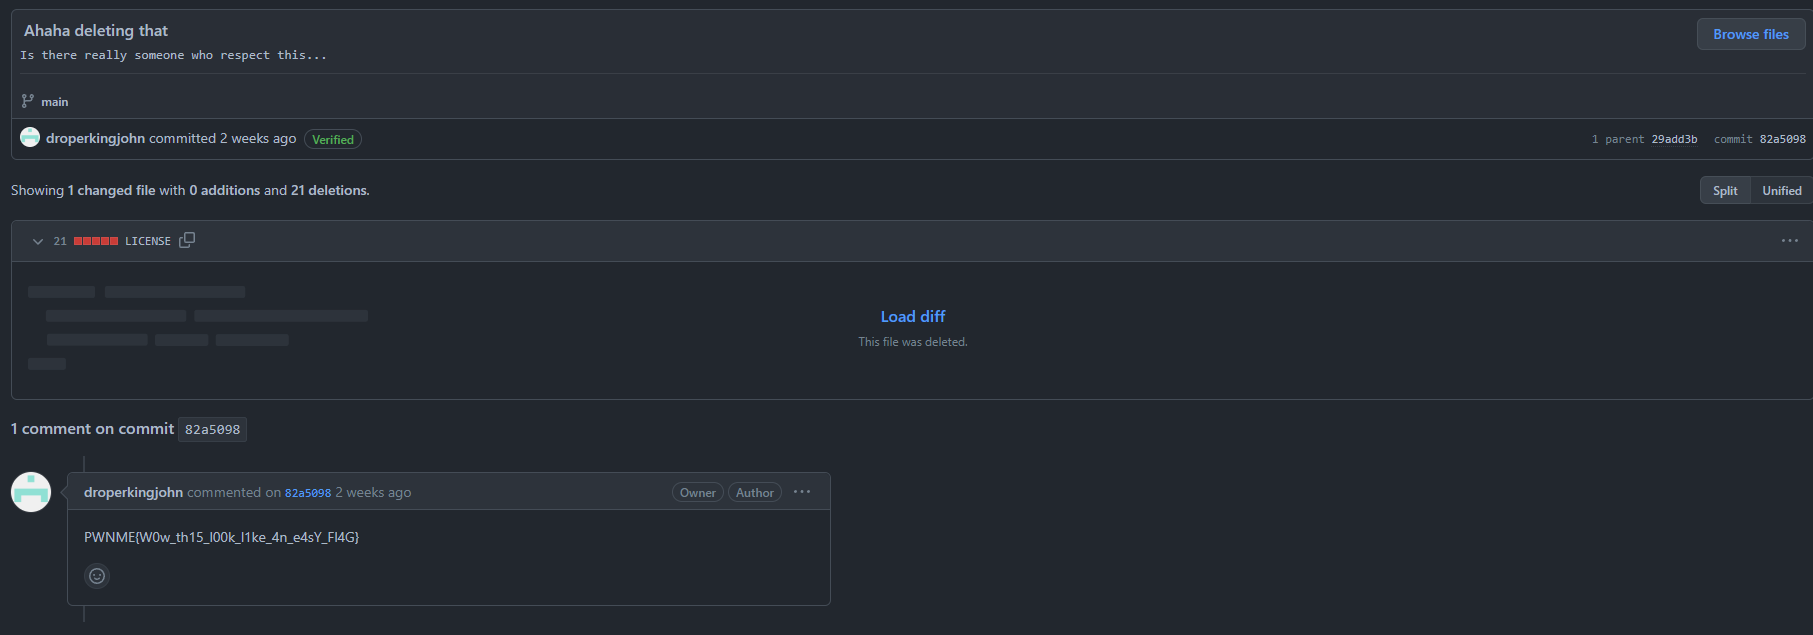 Ahaha deleting that
Browse files
Is there really someone who respect this...
main
droperkingjohn committed 2 weeks ago Verified
1 parent 29add3b commit 82a5098
Showing 1 changed file with 0 additions and 21 deletions.
Split Unified
21 LICENSE
Load diff
This file was deleted.
1 comment on commit 82a5098
droperkingjohn commented on 82a5098 2 weeks ago Owner Author
PWNME{W0w_th15_l00k_l1ke_4n_e4sY_Fl4G}